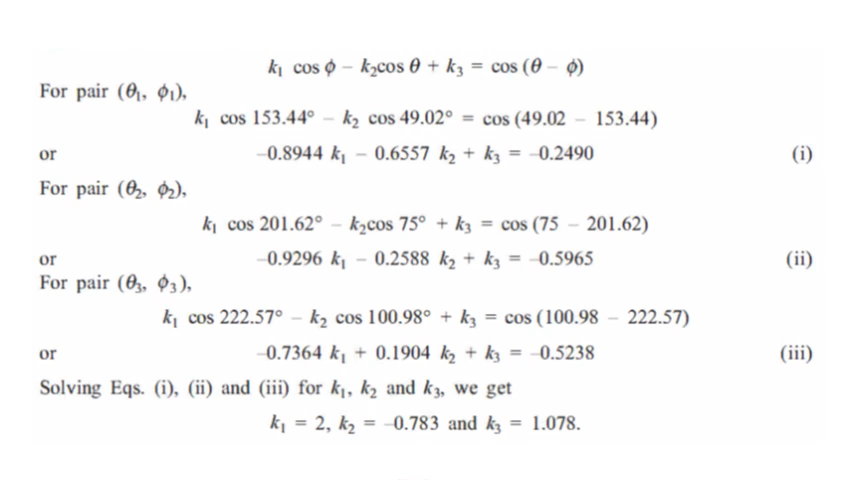 k₁ cos ϕ – k₂cos θ + k₃ = cos (θ – ϕ)
For pair (θ₁, ϕ₁),
k₁ cos 153.44° – k₂ cos 49.02° = cos (49.02 – 153.44)
or –0.8944 k₁ – 0.6557 k₂ + k₃ = –0.2490 (i)
For pair (θ₂, ϕ₂),
k₁ cos 201.62° – k₂cos 75° + k₃ = cos (75 – 201.62)
or –0.9296 k₁ – 0.2588 k₂ + k₃ = –0.5965 (ii)
For pair (θ₃, ϕ₃),
k₁ cos 222.57° – k₂ cos 100.98° + k₃ = cos (100.98 – 222.57)
or –0.7364 k₁ + 0.1904 k₂ + k₃ = –0.5238 (iii)
Solving Eqs. (i), (ii) and (iii) for k₁, k₂ and k₃, we get
k₁ = 2, k₂ = –0.783 and k₃ = 1.078.